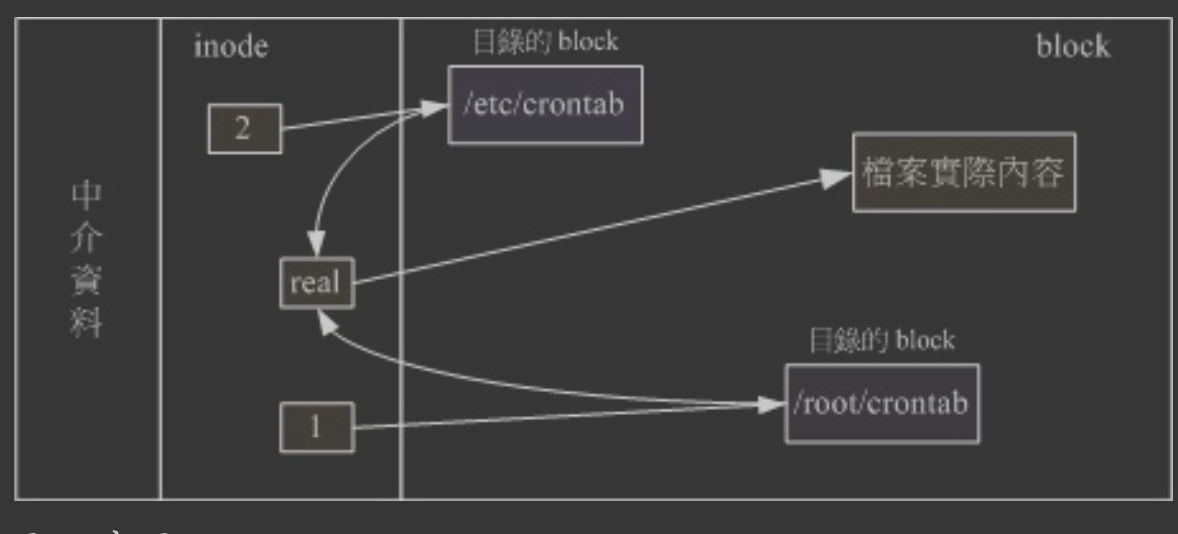 inode
目錄的 block
block
/etc/crontab
2
檔案實際內容
中介資料
real
目錄的 block
/root/crontab
1